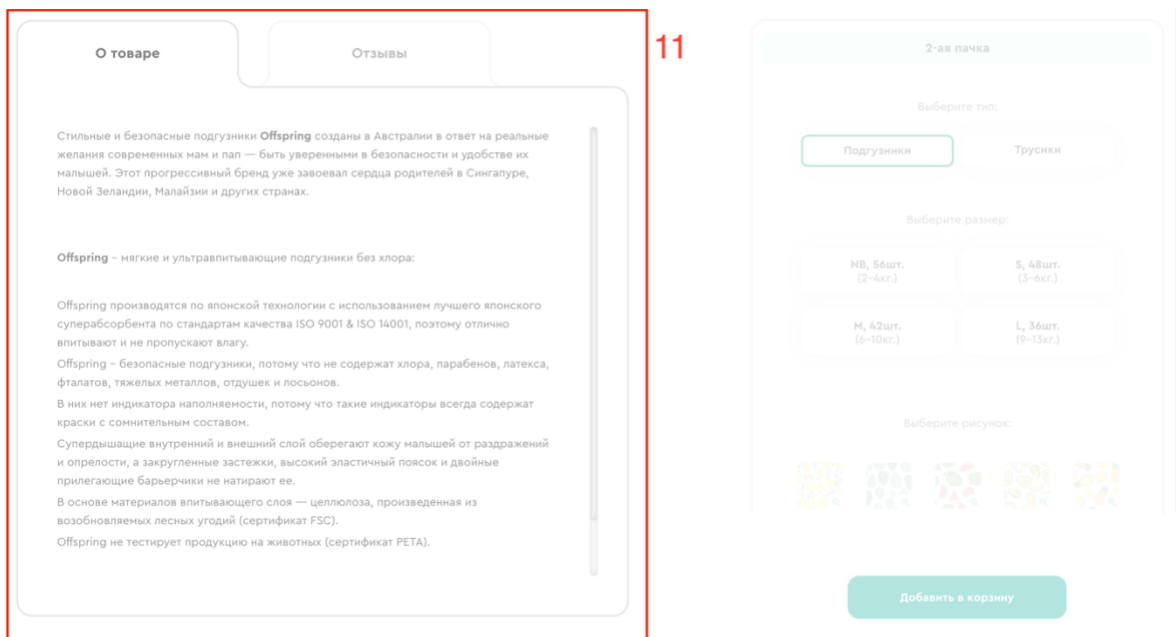 О товаре
Отзывы
Стильные и безопасные подгузники Offspring созданы в Австралии в ответ на реальные
желания современных мам и пап — быть уверенными в безопасности и удобстве их
малышей. Этот прогрессивный бренд уже завоевал сердца родителей в Сингапуре,
Новой Зеландии, Малайзии и других странах.
Offspring – мягкие и ультравпитывающие подгузники без хлора:
Offspring производятся по японской технологии с использованием лучшего японского
суперабсорбента по стандартам качества ISO 9001 & ISO 14001, поэтому отлично
впитывают и не пропускают влагу.
Offspring – безопасные подгузники, потому что не содержат хлора, парабенов, латекса,
фталатов, тяжелых металлов, отдушек и лосьонов.
В них нет индикатора наполняемости, потому что такие индикаторы всегда содержат
краски с сомнительным составом.
Супердышащие внутренний и внешний слой оберегают кожу малышей от раздражений
и опрелости, а закругленные застежки, высокий эластичный поясок и двойные
прилегающие барьерчики не натирают ее.
В основе материалов впитывающего слоя — целлюлоза, произведенная из
возобновляемых лесных угодий (сертификат FSC).
Offspring не тестирует продукцию на животных (сертификат PETA).
11
2-ая пачка
Выберите тип:
Подгузники
Трусики
Выберите размер:
NB, 56шт.
(2-4кг.)
S, 48шт.
(3-6кг.)
M, 42шт.
(6-10кг.)
L, 36шт.
(9-13кг.)
Выберите рисунок:
Добавить в корзину